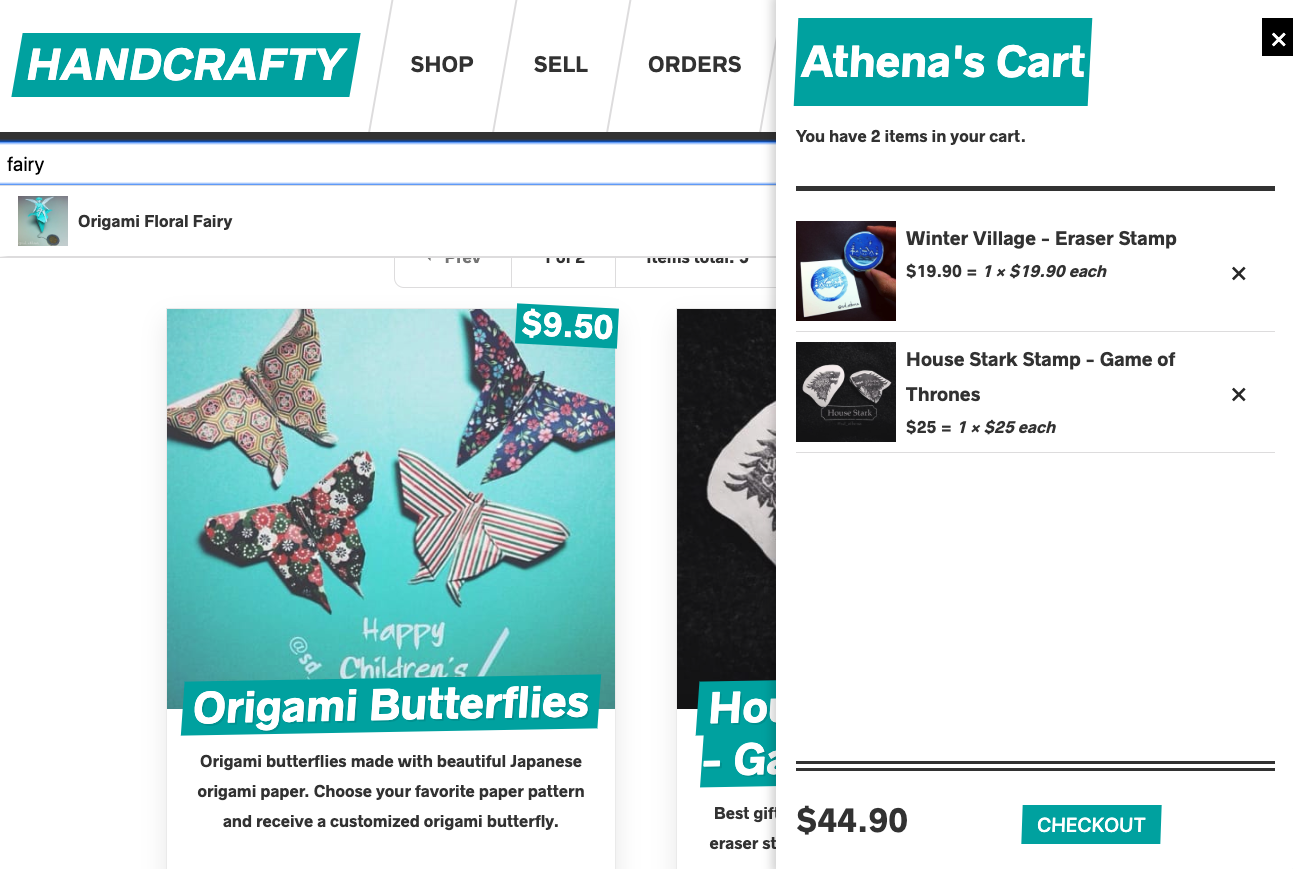 HANDCRAFTY
SHOP
SELL
ORDERS
fairy
Origami Floral Fairy
Prev
1 of 2
Items total: 5
$9.50
@sd.
Happy
Children's
Origami Butterflies
Origami butterflies made with beautiful Japanese
origami paper. Choose your favorite paper pattern
and receive a customized origami butterfly.
Hou
- Ga
Best gift
eraser st
Athena's Cart
×
You have 2 items in your cart.
Winter Village - Eraser Stamp
$19.90 = 1 × $19.90 each
×
House Stark Stamp - Game of
Thrones
$25 = 1 × $25 each
×
House Stark
$44.90
CHECKOUT